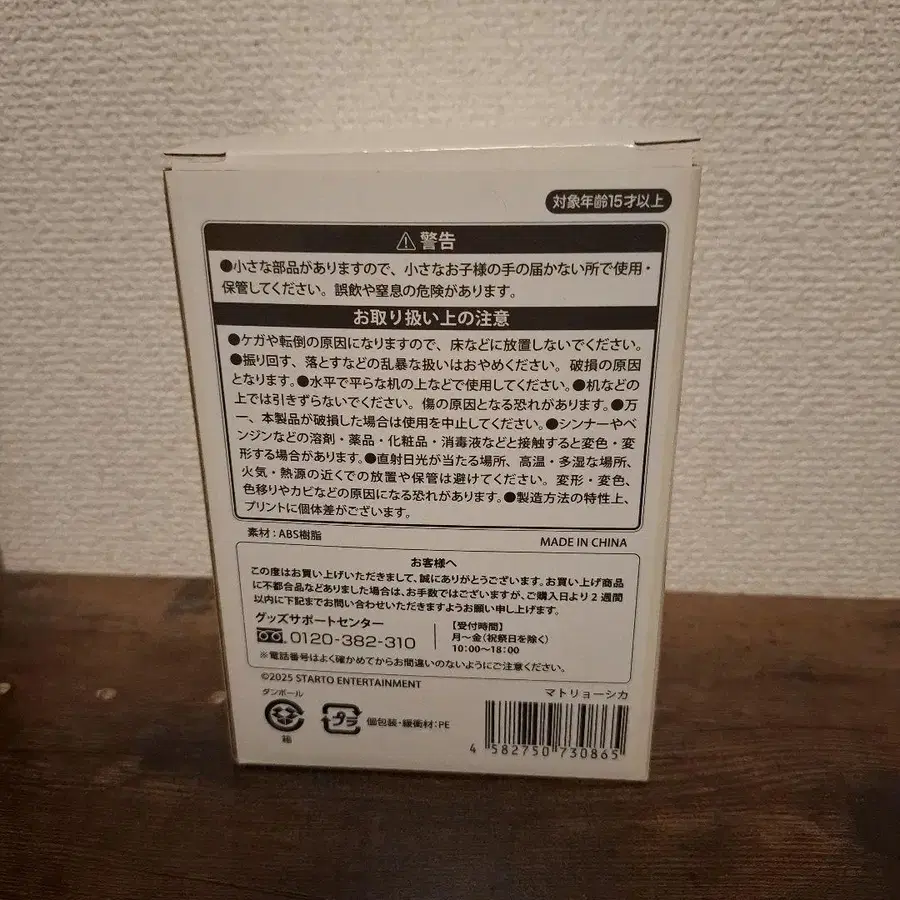 対象年齢15才以上
⚠警告
●小さな部品がありますので、小さなお子様の手の届かない所で使用・
保管してください。誤飲や窒息の危険があります。
お取り扱い上の注意
●ケガや転倒の原因になりますので、床などに放置しないでください。
●振り回す、落とすなどの乱暴な扱いはおやめください。破損の原因
となります。●水平で平らな机の上などで使用してください。●机などの
上では引きずらないでください。傷の原因となる恐れがあります。●万
一、本製品が破損した場合は使用を中止してください。●シンナーやベ
ンジンなどの溶剤・薬品・化粧品・消毒液などと接触すると変色・変
形する場合があります。●直射日光が当たる場所、高温・多湿な場所、
火気・熱源の近くでの放置や保管は避けてください。変形・変色、
色移りやカビなどの原因になる恐れがあります。●製造方法の特性上、
プリントに個体差がございます。
素材：ABS樹脂
MADE IN CHINA
お客様へ
この度はお買い上げいただきまして、誠にありがとうございます。お買い上げ商品
に不都合品などありました場合は、お手数ではございますが、ご購入日より2週間
以内に下記までお問い合わせいただきますようお願い申し上げます。
グッズサポートセンター
0120-382-310
【受付時間】
月〜金(祝祭日を除く)
10:00〜18:00
※電話番号はよく確かめてからお間違いのないようにご注意ください。
©2025 STARTO ENTERTAINMENT
マトリョーシカ
ダンボール
箱
プラ
個包装・緩衝材：PE
4 582750 730865